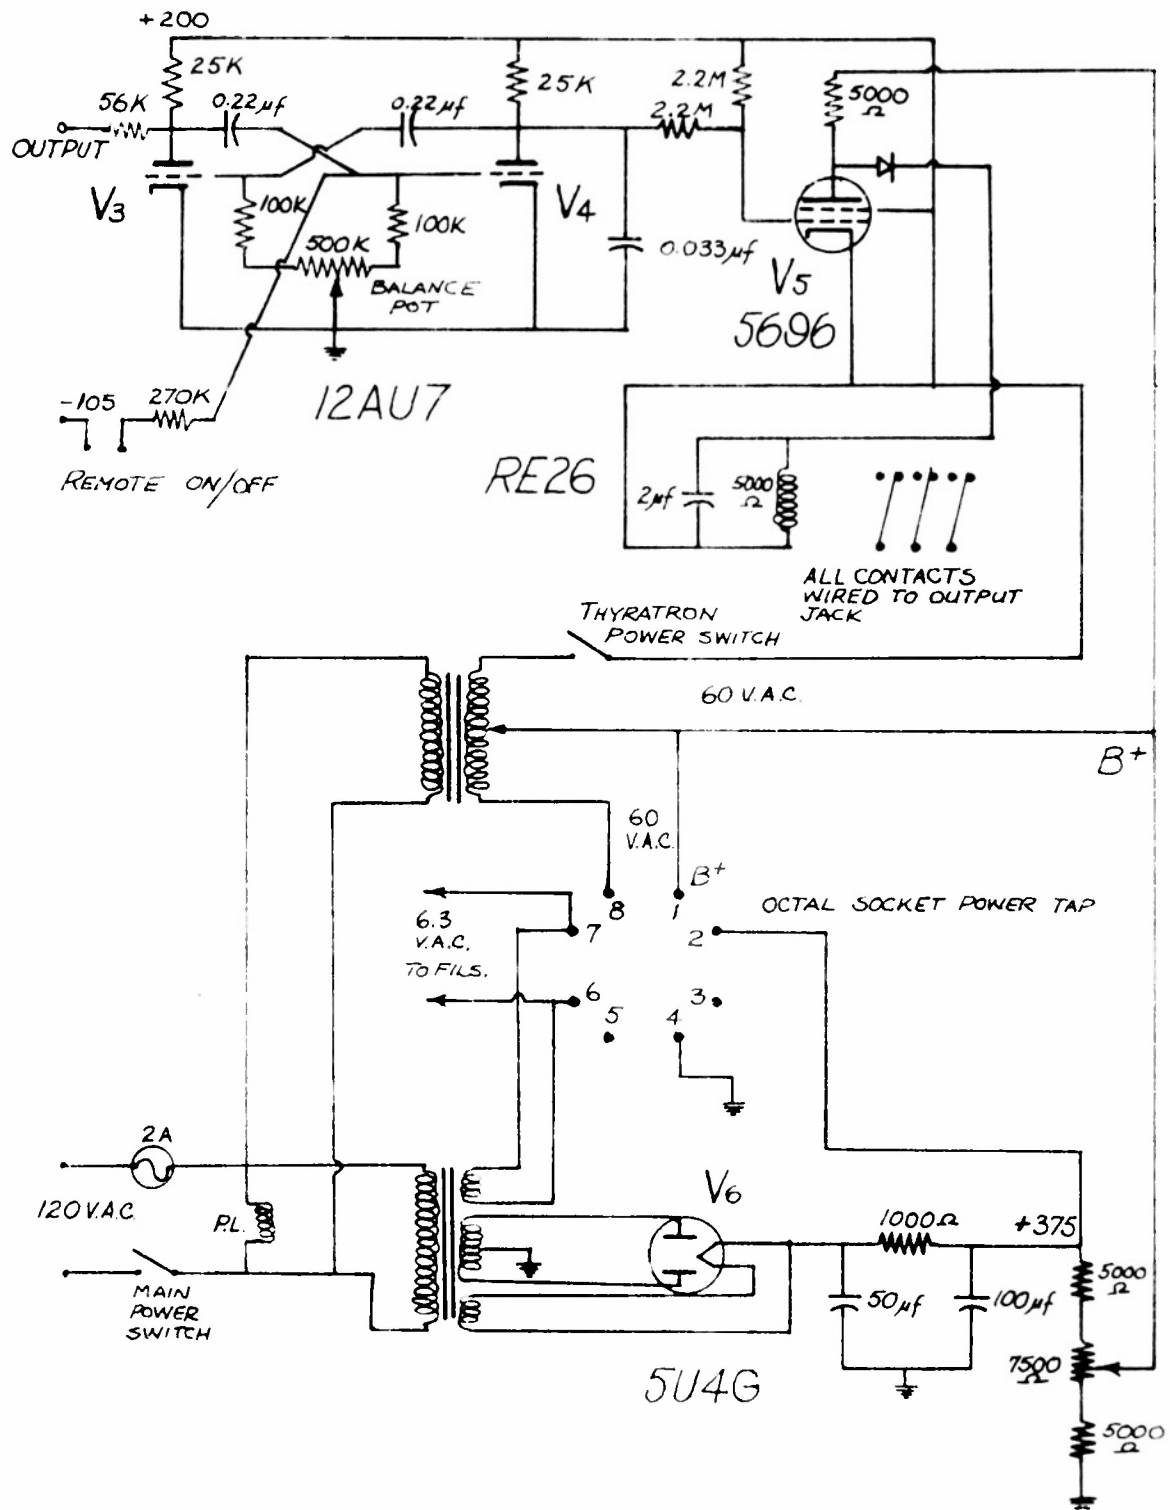 +200
25K
56K
0.22µf
0.22µf
25K
2.2M
2.2M
5000
Ω
OUTPUT
V3
100K
500K
100K
V4
0.033µf
BALANCE
POT
V5
5696
12AU7
-105
270K
REMOTE ON/OFF
RE26
2µf
5000
Ω
ALL CONTACTS
WIRED TO OUTPUT
JACK
THYRATRON
POWER SWITCH
60 V.A.C.
B+
60
V.A.C.
B+
8
1
OCTAL SOCKET POWER TAP
6.3
V.A.C.
TO FILS.
7
2
6
3
5
4
2A
120 V.A.C.
P.L.
MAIN
POWER
SWITCH
V6
1000Ω
+375
50µf
100µf
5000
Ω
7500
Ω
5U4G
5000
Ω